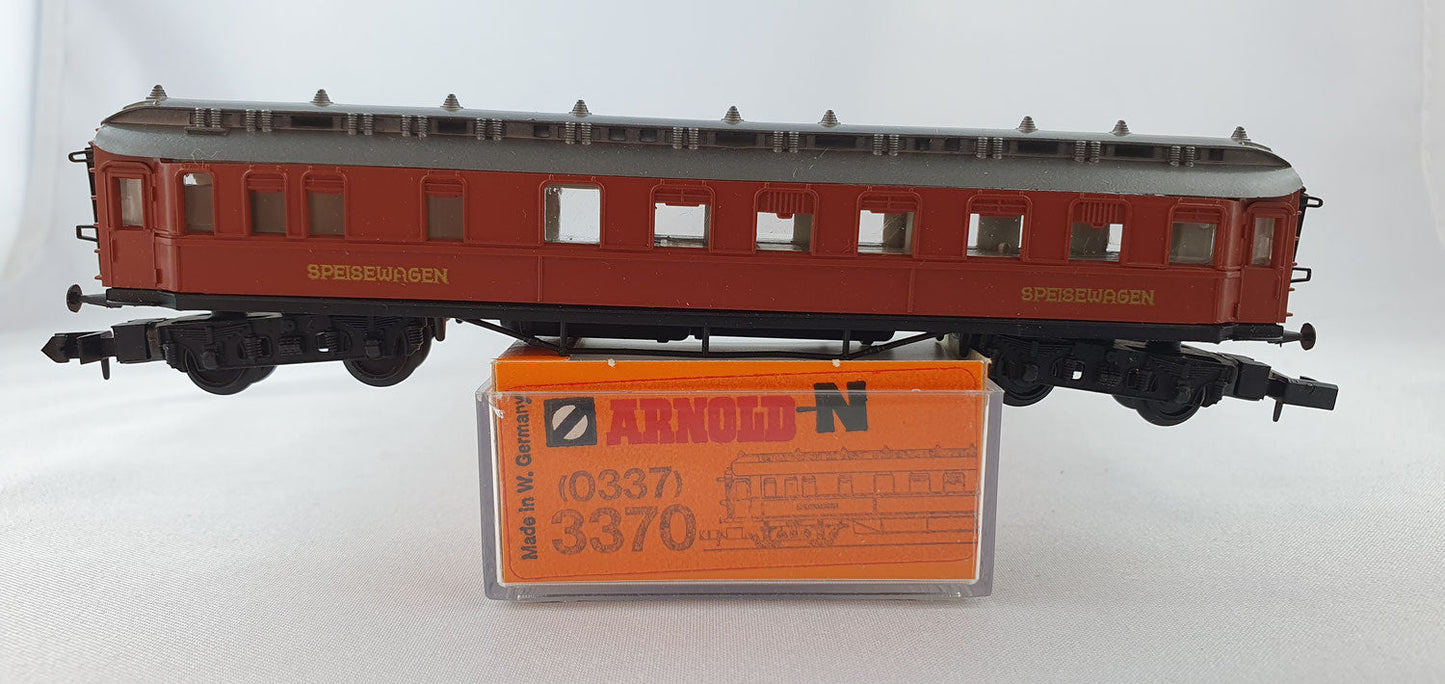 SPEISEWAGEN
SPEISEWAGEN
ARNOLD-N
Made in W. Germany
(0337)
3370